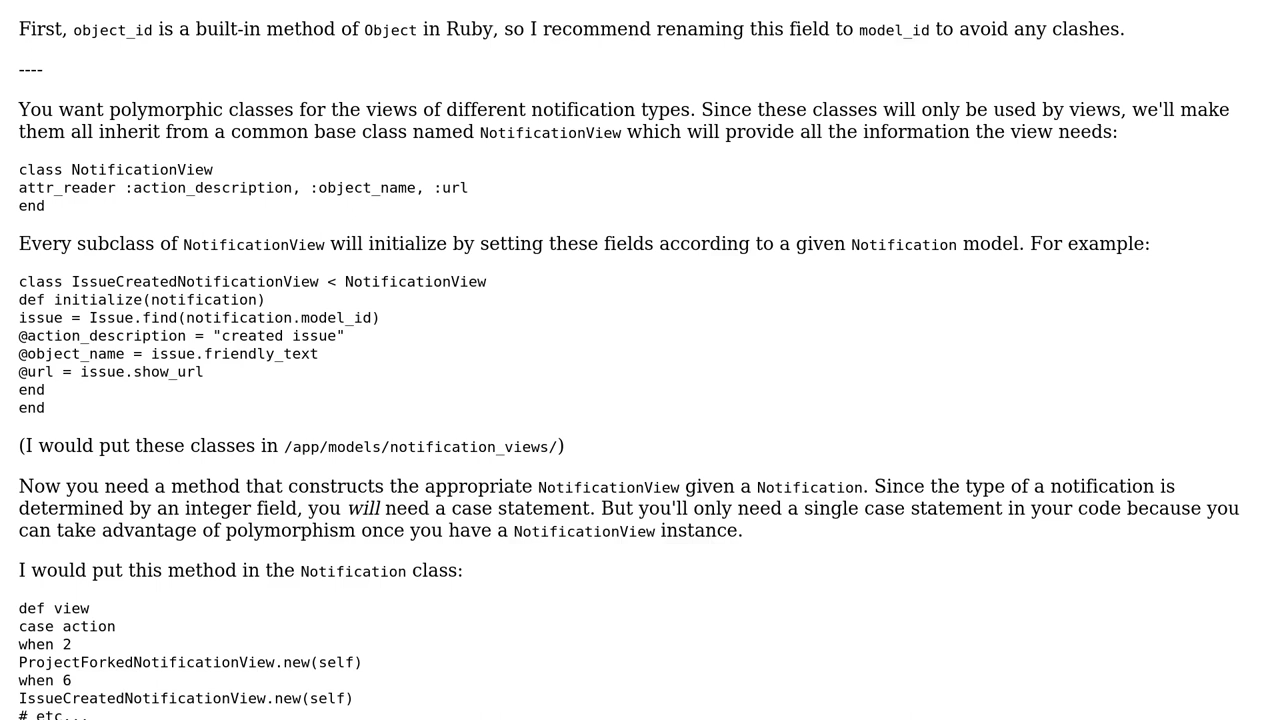 First, object_id is a built-in method of Object in Ruby, so I recommend renaming this field to model_id to avoid any clashes.
----
You want polymorphic classes for the views of different notification types. Since these classes will only be used by views, we'll make
them all inherit from a common base class named NotificationView which will provide all the information the view needs:
class NotificationView
attr_reader :action_description, :object_name, :url
end
Every subclass of NotificationView will initialize by setting these fields according to a given Notification model. For example:
class IssueCreatedNotificationView < NotificationView
def initialize(notification)
issue = Issue.find(notification.model_id)
@action_description = "created issue"
@object_name = issue.friendly_text
@url = issue.show_url
end
end
(I would put these classes in /app/models/notification_views/)
Now you need a method that constructs the appropriate NotificationView given a Notification. Since the type of a notification is
determined by an integer field, you will need a case statement. But you'll only need a single case statement in your code because you
can take advantage of polymorphism once you have a NotificationView instance.
I would put this method in the Notification class:
def view
case action
when 2
ProjectForkedNotificationView.new(self)
when 6
IssueCreatedNotificationView.new(self)
# etc...